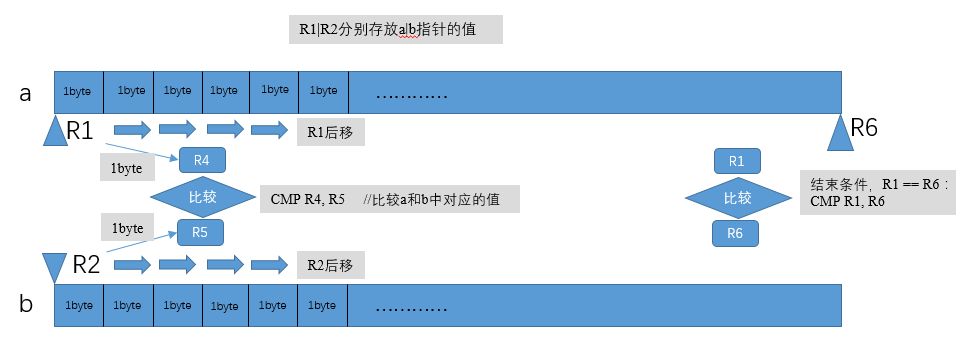 R1|R2分别存放a|b指针的值
a
1byte 1byte 1byte 1byte 1byte 1byte …………
R1
R1后移
R6
1byte
R4
R1
比较
CMP R4, R5 //比较a和b中对应的值
比较
结束条件，R1 == R6：
CMP R1, R6
1byte
R5
R6
R2
R2后移
b
1byte 1byte 1byte 1byte 1byte 1byte …………